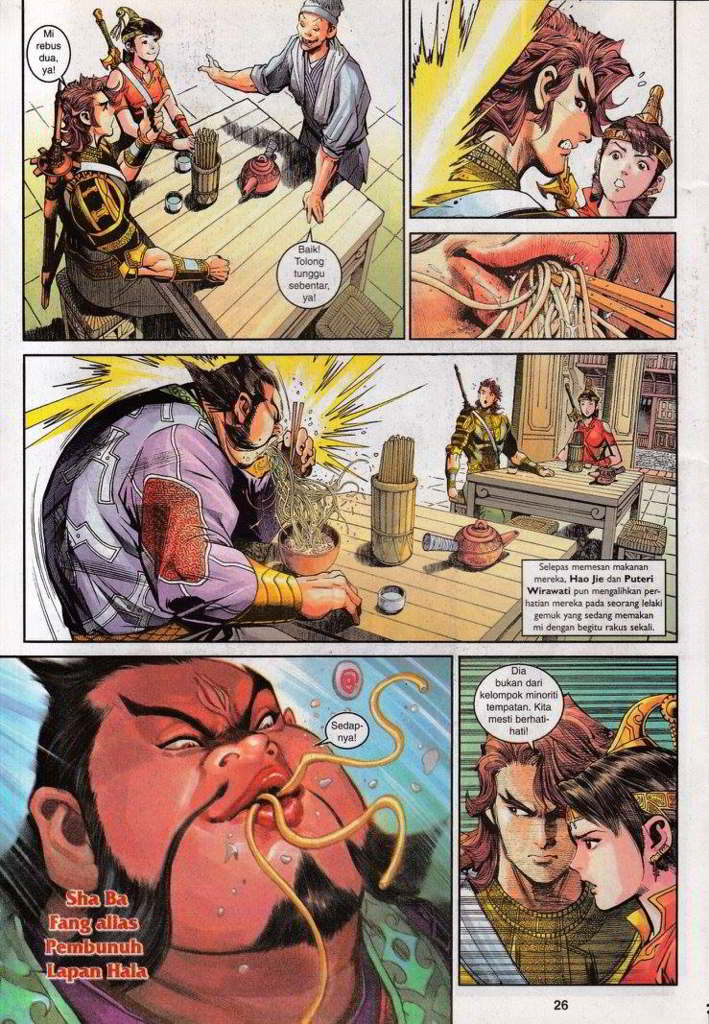 Mi
rebus
dua,
ya!
Baik!
Tolong
tunggu
sebentar,
ya!
Selepas memesan makanan
mereka, Hao Jie dan Puteri
Wirawati pun mengalihkan per-
hatian mereka pada seorang lelaki
gemuk yang sedang memakan
mi dengan begitu rakus sekali.
Sedap-
nya!
Sha Ba
Fang alias
Pembunuh
Lapan Hala
Dia
bukan dari
kelompok minoriti
tempatan. Kita
mesti berhati-
hati!
26